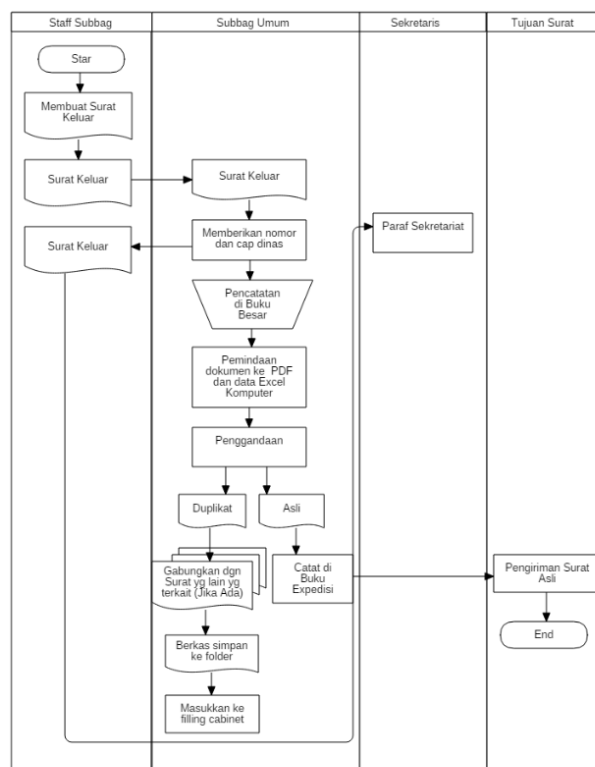 Staff Subbag
Subbag Umum
Sekretaris
Tujuan Surat
Star
Membuat Surat
Keluar
Surat Keluar
Surat Keluar
Surat Keluar
Memberikan nomor
dan cap dinas
Paraf Sekretariat
Pencatatan
di Buku
Besar
Pemindaan
dokumen ke PDF
dan data Excel
Komputer
Penggandaan
Duplikat
Asli
Gabungkan dgn
Surat yg lain yg
terkait (Jika Ada)
Catat di
Buku
Expedisi
Pengiriman Surat
Asli
End
Berkas simpan
ke folder
Masukkan ke
filling cabinet